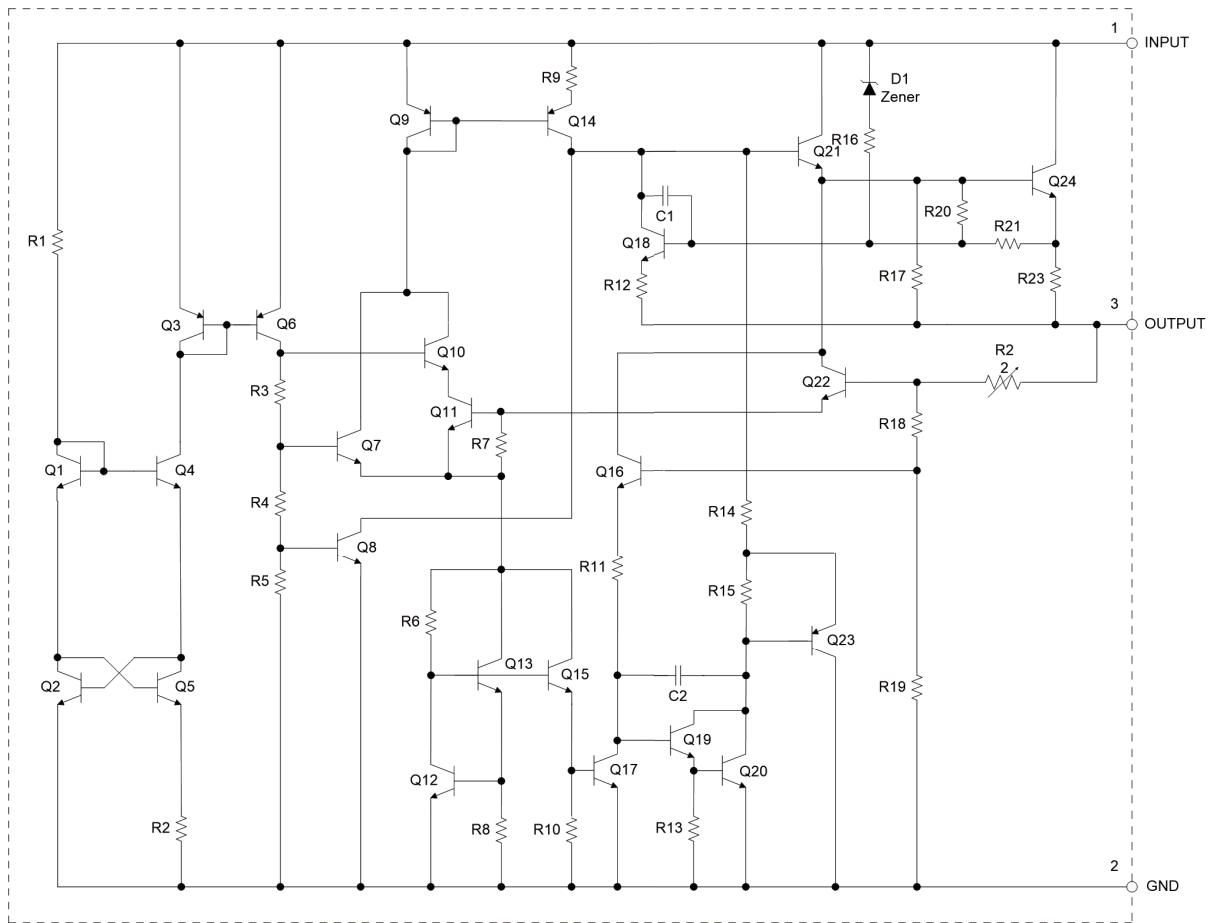 1
INPUT
R9
D1
Zener
Q9
Q14
R16
Q21
Q24
C1
R20
R21
R1
Q18
R12
R17
R23
3
OUTPUT
Q3
Q6
Q10
R2
2
Q22
R3
Q11
R7
R18
Q7
Q1
Q4
Q16
R4
R14
Q8
R5
R11
R15
R6
Q23
Q13
Q15
Q2
Q5
C2
R19
Q19
Q12
Q17
Q20
R2
R8
R10
R13
2
GND